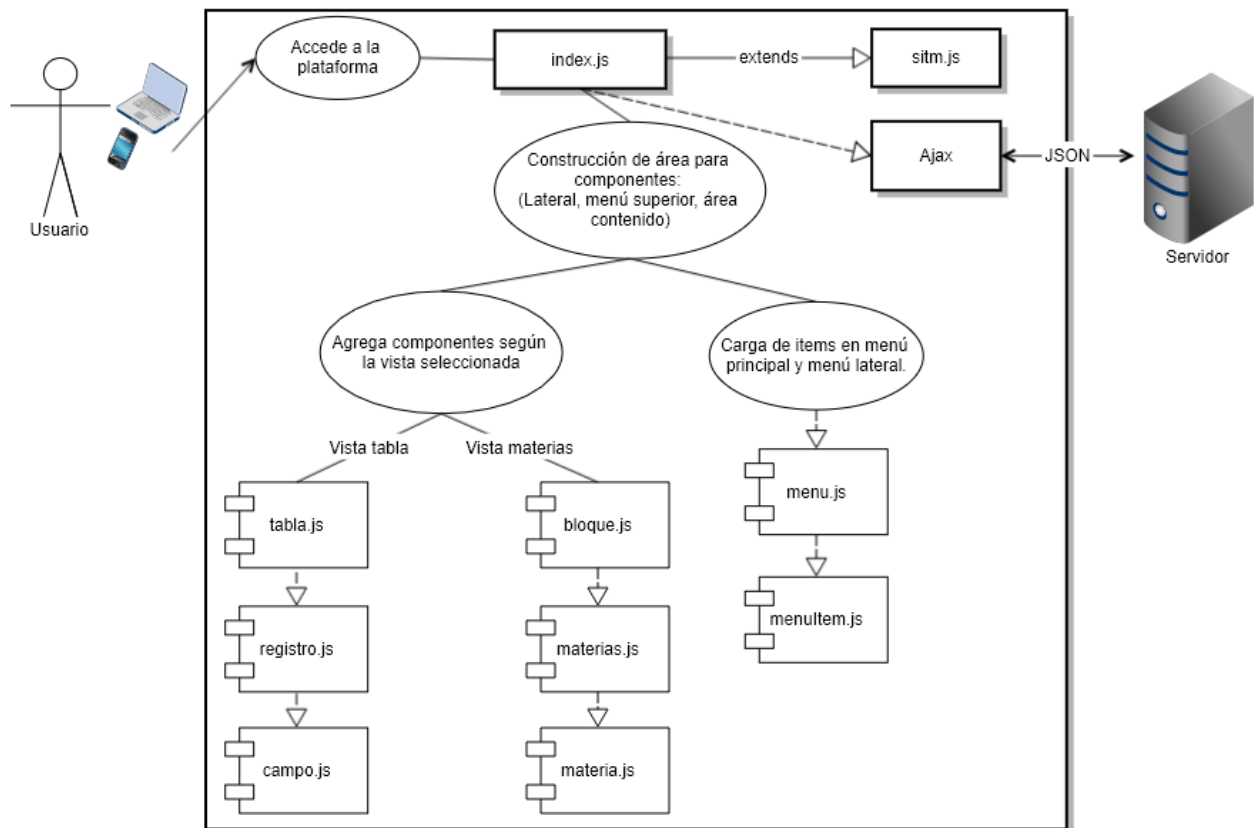 Accede a la
plataforma
index.js
extends
sitm.js
Ajax
JSON
Usuario
Servidor
Construcción de área para
componentes:
(Lateral, menú superior, área
contenido)
Agrega componentes según
la vista seleccionada
Carga de items en menú
principal y menú lateral.
Vista tabla
Vista materias
tabla.js
bloque.js
menu.js
registro.js
materias.js
menuItem.js
campo.js
materia.js